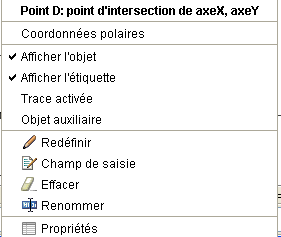 Point D: point d'intersection de axeX, axeY
Coordonnées polaires
Afficher l'objet
Afficher l'étiquette
Trace activée
Objet auxiliaire
Redéfinir
Champ de saisie
Effacer
Renommer
Propriétés